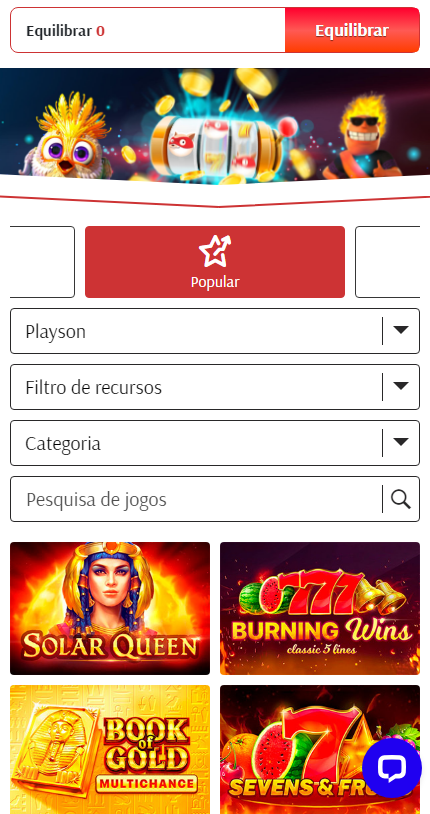 Equilibrar 0
Equilibrar
Popular
Playson
Filtro de recursos
Categoria
Pesquisa de jogos
SOLAR QUEEN
777
BURNING Wins
classic 5 lines
BOOK
of
GOLD
MULTICHANCE
7
SEVENS & FRU